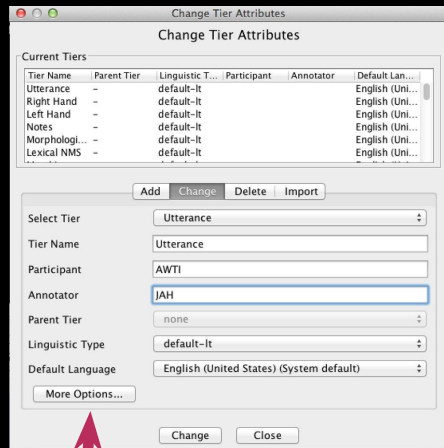 Change Tier Attributes
Change Tier Attributes
Current Tiers
Tier Name Parent Tier Linguistic T... Participant Annotator Default Lan...
Utterance – default-lt English (Uni...
Right Hand – default-lt English (Uni...
Left Hand – default-lt English (Uni...
Notes – default-lt English (Uni...
Morphologi... – default-lt English (Uni...
Lexical NMS – default-lt English (Uni...
Add Change Delete Import
Select Tier Utterance
Tier Name Utterance
Participant AWTI
Annotator JAH
Parent Tier none
Linguistic Type default-lt
Default Language English (United States) (System default)
More Options...
Change Close